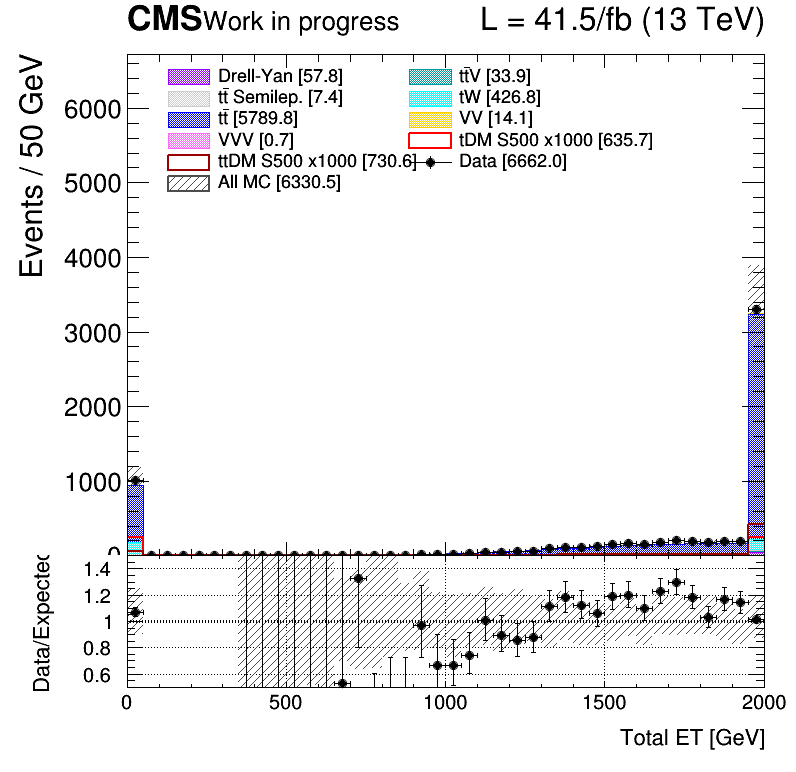 CMS Work in progress L = 41.5/fb (13 TeV)
Events / 50 GeV
6000
5000
4000
3000
2000
1000
0
Drell-Yan [57.8] tt̄V [33.9]
tt̄ Semilep. [7.4] tW [426.8]
tt̄ [5789.8] VV [14.1]
VVV [0.7] tDM S500 x1000 [635.7]
ttDM S500 x1000 [730.6] Data [6662.0]
All MC [6330.5]
Data/Expected
1.4
1.2
1
0.8
0.6
0 500 1000 1500 2000
Total ET [GeV]